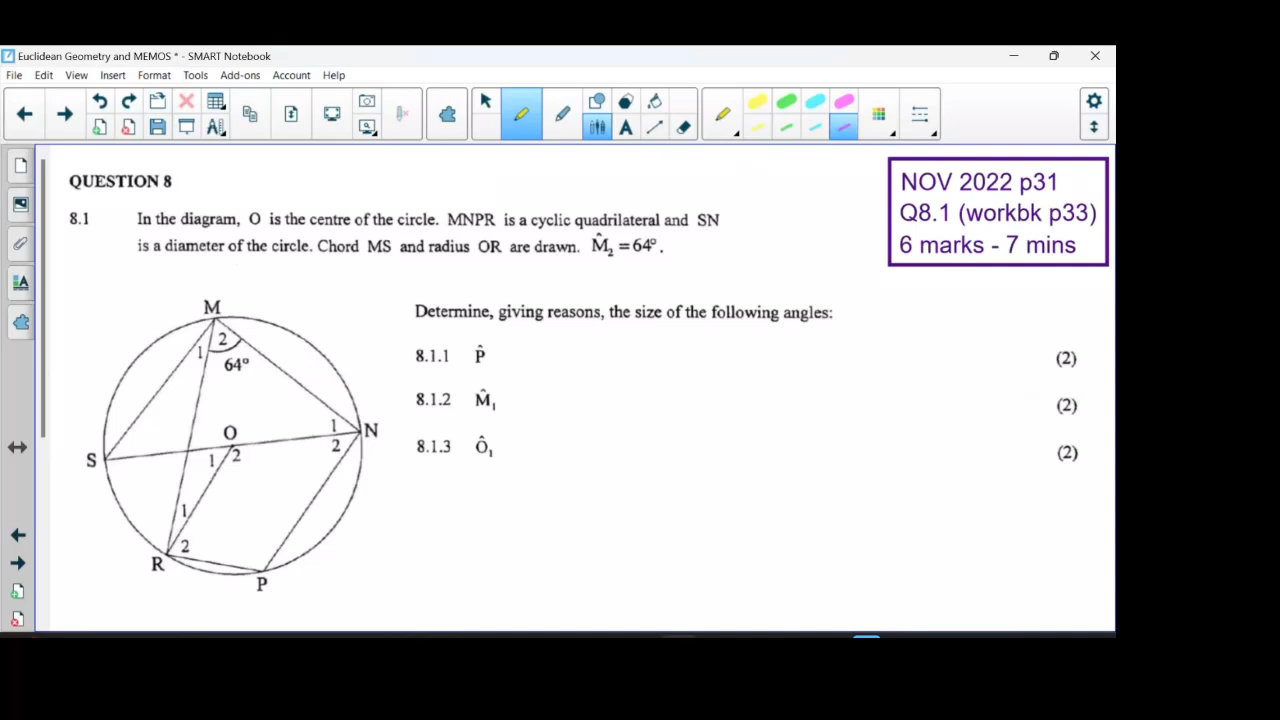 Euclidean Geometry and MEMOS * - SMART Notebook
File Edit View Insert Format Tools Add-ons Account Help
NOV 2022 p31
Q8.1 (workbk p33)
6 marks - 7 mins
QUESTION 8
8.1 In the diagram, O is the centre of the circle. MNPR is a cyclic quadrilateral and SN
is a diameter of the circle. Chord MS and radius OR are drawn. M̂₂ = 64°.
Determine, giving reasons, the size of the following angles:
8.1.1 P̂ (2)
8.1.2 M̂₁ (2)
8.1.3 Ô₁ (2)
M
1 2
64°
O
1 N
2
S
1 2
1
2
R
P